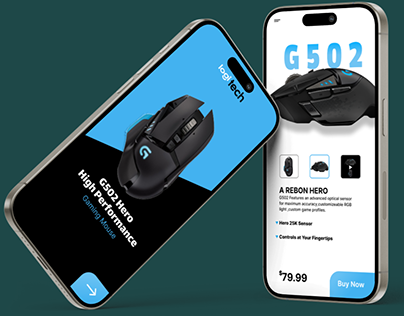 logitech
G502 Hero
High Performance
Gaming Mouse
G502
A REBON HERO
G502 Features an advanced optical sensor
for maximum accuracy,customizable RGB
light ,custom game profiles.
Hero 25K Sensor
Controls at Your Fingertips
$79.99
Buy Now